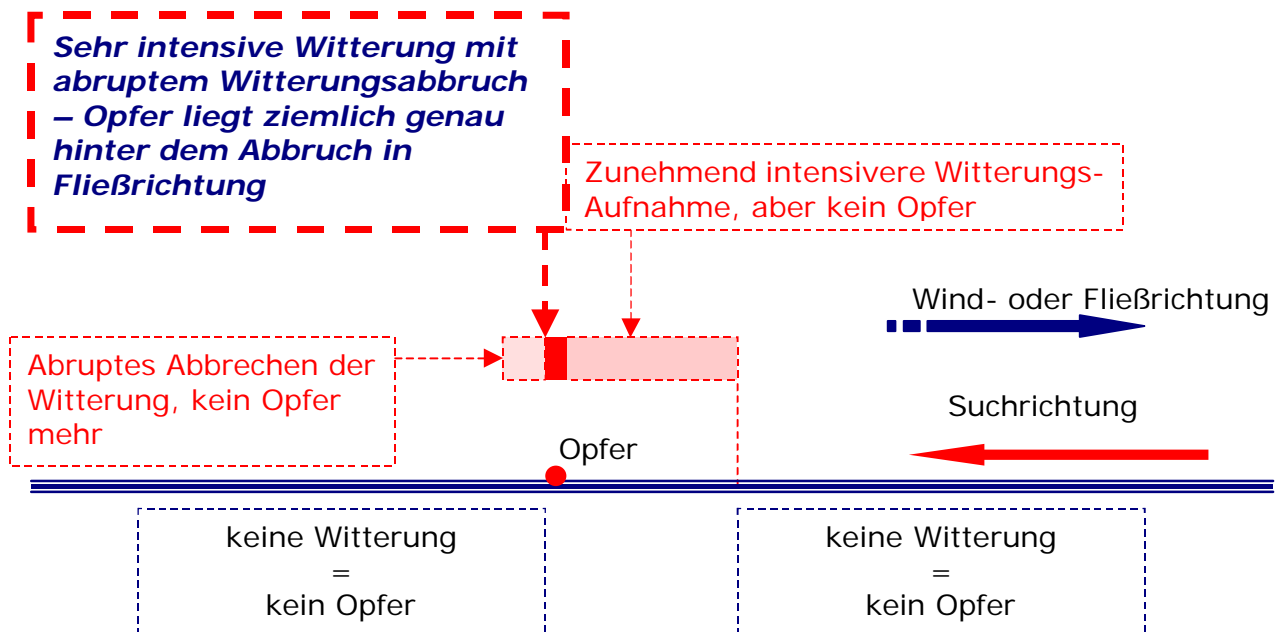 Sehr intensive Witterung mit
abruptem Witterungsabbruch
– Opfer liegt ziemlich genau
hinter dem Abbruch in
Fließrichtung
Zunehmend intensivere Witterungs-
Aufnahme, aber kein Opfer
Wind- oder Fließrichtung
Abruptes Abbrechen der
Witterung, kein Opfer
mehr
Suchrichtung
Opfer
keine Witterung
=
kein Opfer
keine Witterung
=
kein Opfer